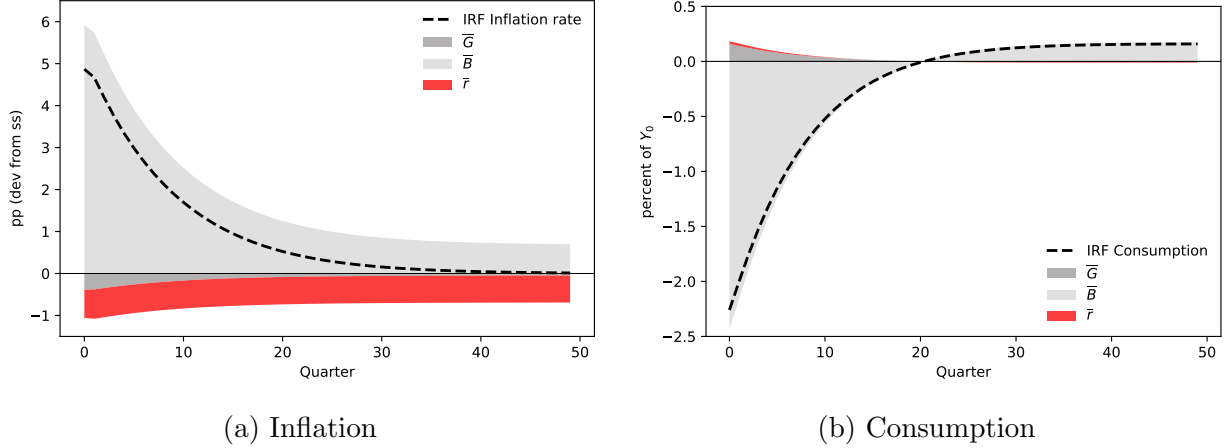 6
5
4
3
2
1
0
−1
pp (dev from ss)
IRF Inflation rate
G̅
B̅
r̅
0 10 20 30 40 50
Quarter
(a) Inflation
0.5
0.0
−0.5
−1.0
−1.5
−2.0
−2.5
percent of Y₀
IRF Consumption
G̅
B̅
r̅
0 10 20 30 40 50
Quarter
(b) Consumption